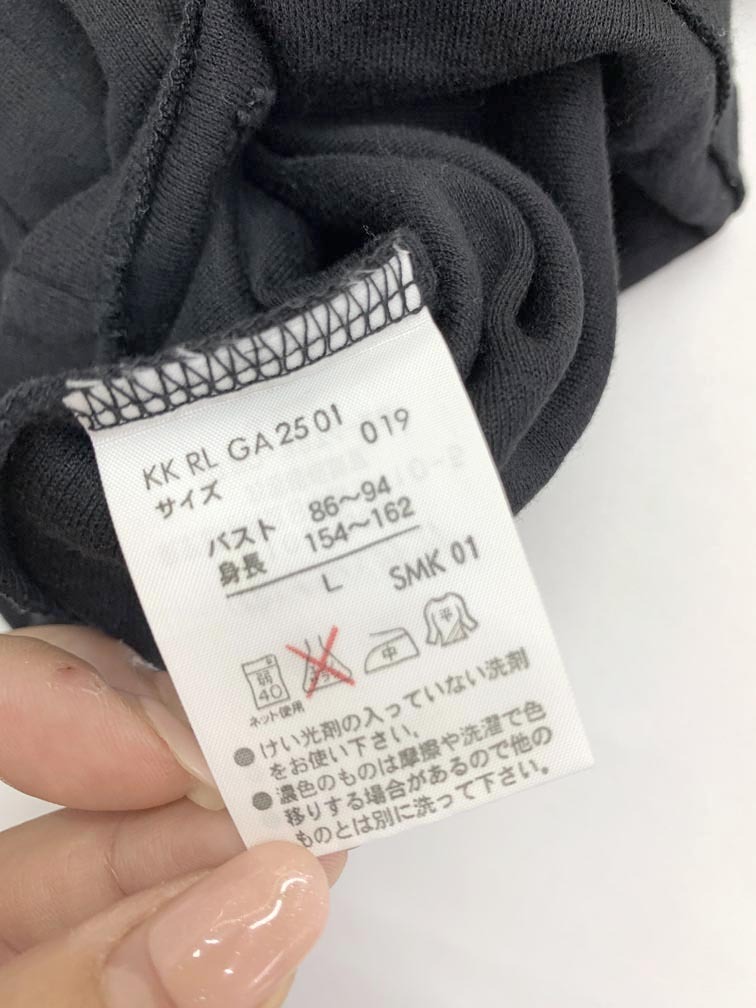 KK RL GA 25 01
サイズ 019
バスト 86〜94
身長 154〜162
L SMK 01
弱
40
ネット使用
中
平
●けい光剤の入っていない洗剤
をお使い下さい。
●濃色のものは摩擦や洗濯で色
移りする場合があるので他の
ものとは別に洗って下さい。